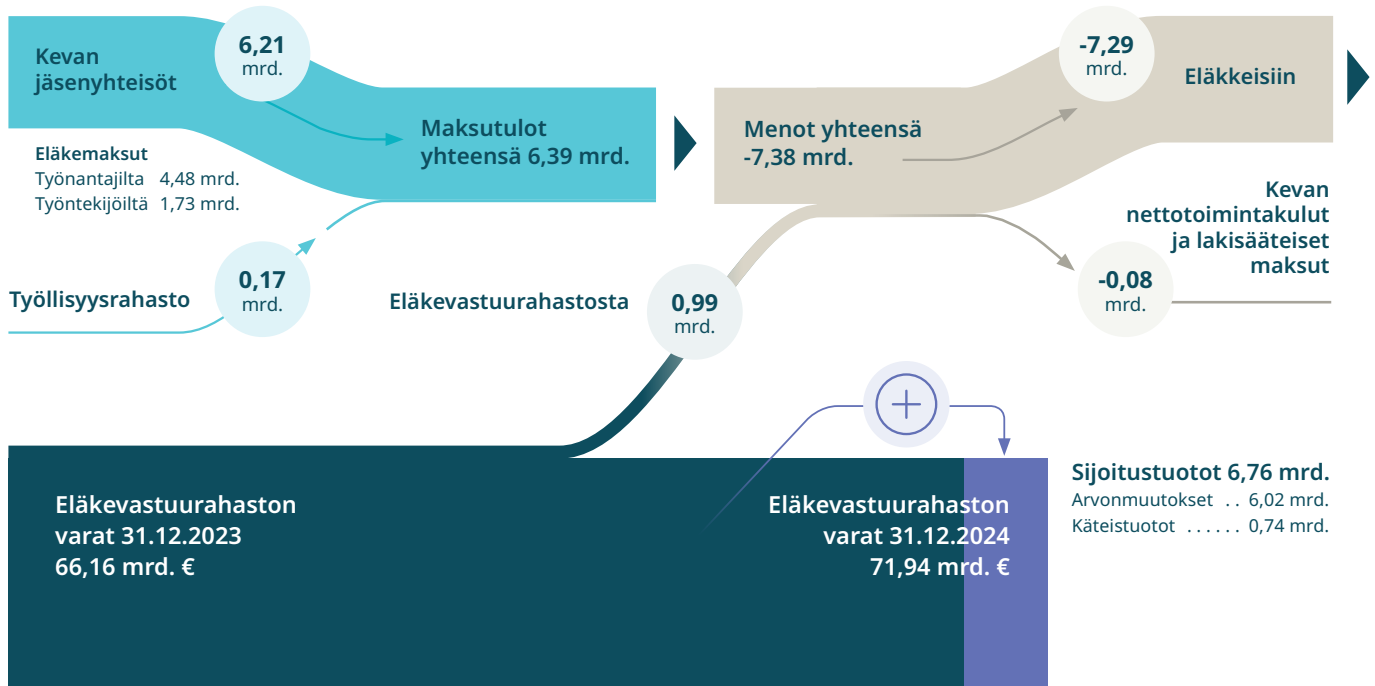 Kevan
jäsenyhteisöt
6,21
mrd.
Eläkemaksut
Työnantajilta 4,48 mrd.
Työntekijöiltä 1,73 mrd.
Maksutulot
yhteensä 6,39 mrd.
Työllisyysrahasto
0,17
mrd.
Menot yhteensä
-7,38 mrd.
-7,29
mrd.
Eläkkeisiin
Kevan
nettotoimintakulut
ja lakisääteiset
maksut
-0,08
mrd.
Eläkevastuurahastosta
0,99
mrd.
Eläkevastuurahaston
varat 31.12.2023
66,16 mrd. €
Eläkevastuurahaston
varat 31.12.2024
71,94 mrd. €
Sijoitustuotot 6,76 mrd.
Arvonmuutokset .. 6,02 mrd.
Käteistuotot ...... 0,74 mrd.